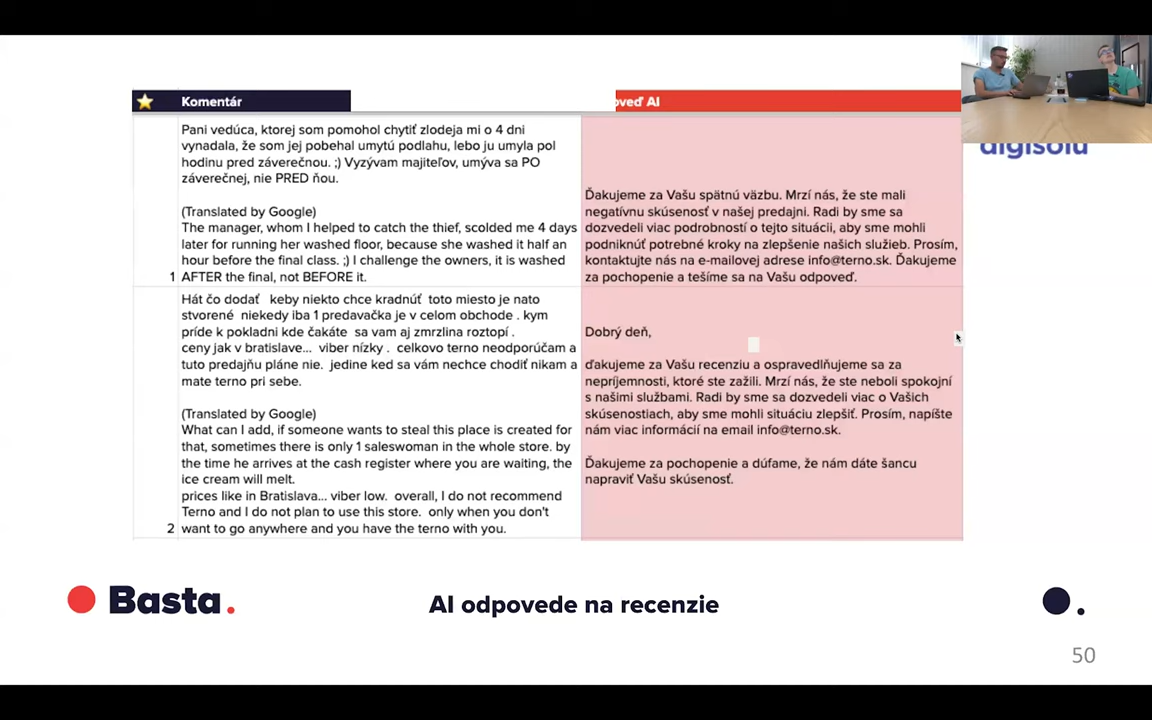 Komentár
oveď AI
digisolu
Pani vedúca, ktorej som pomohol chytiť zlodeja mi o 4 dni
vynadala, že som jej pobehal umytú podlahu, lebo ju umyla pol
hodinu pred záverečnou. ;) Vyzývam majiteľov, umýva sa PO
záverečnej, nie PRED ňou.
(Translated by Google)
The manager, whom I helped to catch the thief, scolded me 4 days
later for running her washed floor, because she washed it half an
hour before the final class. ;) I challenge the owners, it is washed
1 AFTER the final, not BEFORE it.
Ďakujeme za Vašu spätnú väzbu. Mrzí nás, že ste mali
negatívnu skúsenosť v našej predajni. Radi by sme sa
dozvedeli viac podrobností o tejto situácii, aby sme mohli
podniknúť potrebné kroky na zlepšenie našich služieb. Prosím,
kontaktujte nás na e-mailovej adrese info@terno.sk. Ďakujeme
za pochopenie a tešíme sa na Vašu odpoveď.
Hát čo dodať keby niekto chce kradnúť toto miesto je nato
stvorené niekedy iba 1 predavačka je v celom obchode . kym
príde k pokladni kde čakáte sa vam aj zmrzlina roztopí .
ceny jak v bratislave... viber nízky . celkovo terno neodporúčam a
tuto predajňu pláne nie. jedine ked sa vám nechce chodiť nikam a
mate terno pri sebe.
(Translated by Google)
What can I add, if someone wants to steal this place is created for
that, sometimes there is only 1 saleswoman in the whole store. by
the time he arrives at the cash register where you are waiting, the
ice cream will melt.
prices like in Bratislava... viber low. overall, I do not recommend
Terno and I do not plan to use this store. only when you don't
2 want to go anywhere and you have the terno with you.
Dobrý deň,
ďakujeme za Vašu recenziu a ospravedlňujeme sa za
nepríjemnosti, ktoré ste zažili. Mrzí nás, že ste neboli spokojní
s našimi službami. Radi by sme sa dozvedeli viac o Vašich
skúsenostiach, aby sme mohli situáciu zlepšiť. Prosím, napíšte
nám viac informácií na email info@terno.sk.
Ďakujeme za pochopenie a dúfame, že nám dáte šancu
napraviť Vašu skúsenosť.
Basta.
AI odpovede na recenzie
50